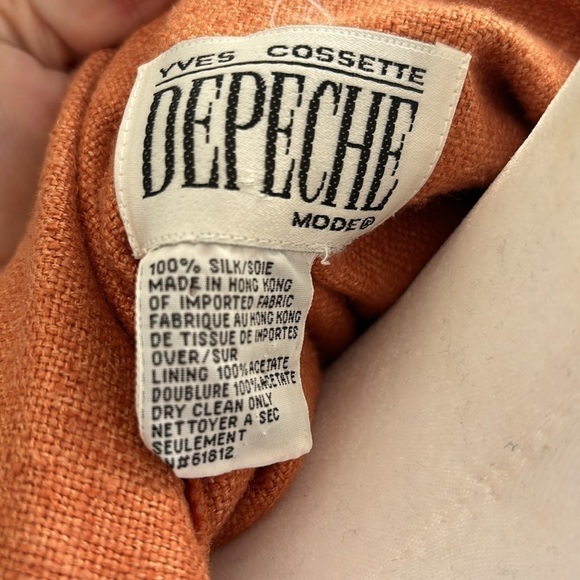 YVES COSSETTE
DEPECHE
MODE®
100% SILK/SOIE
MADE IN HONG KONG
OF IMPORTED FABRIC
FABRIQUE AU HONG KONG
DE TISSUE DE IMPORTES
OVER/SUR
LINING 100% ACETATE
DOUBLURE 100% ACETATE
DRY CLEAN ONLY
NETTOYER A SEC
SEULEMENT
RN#61812